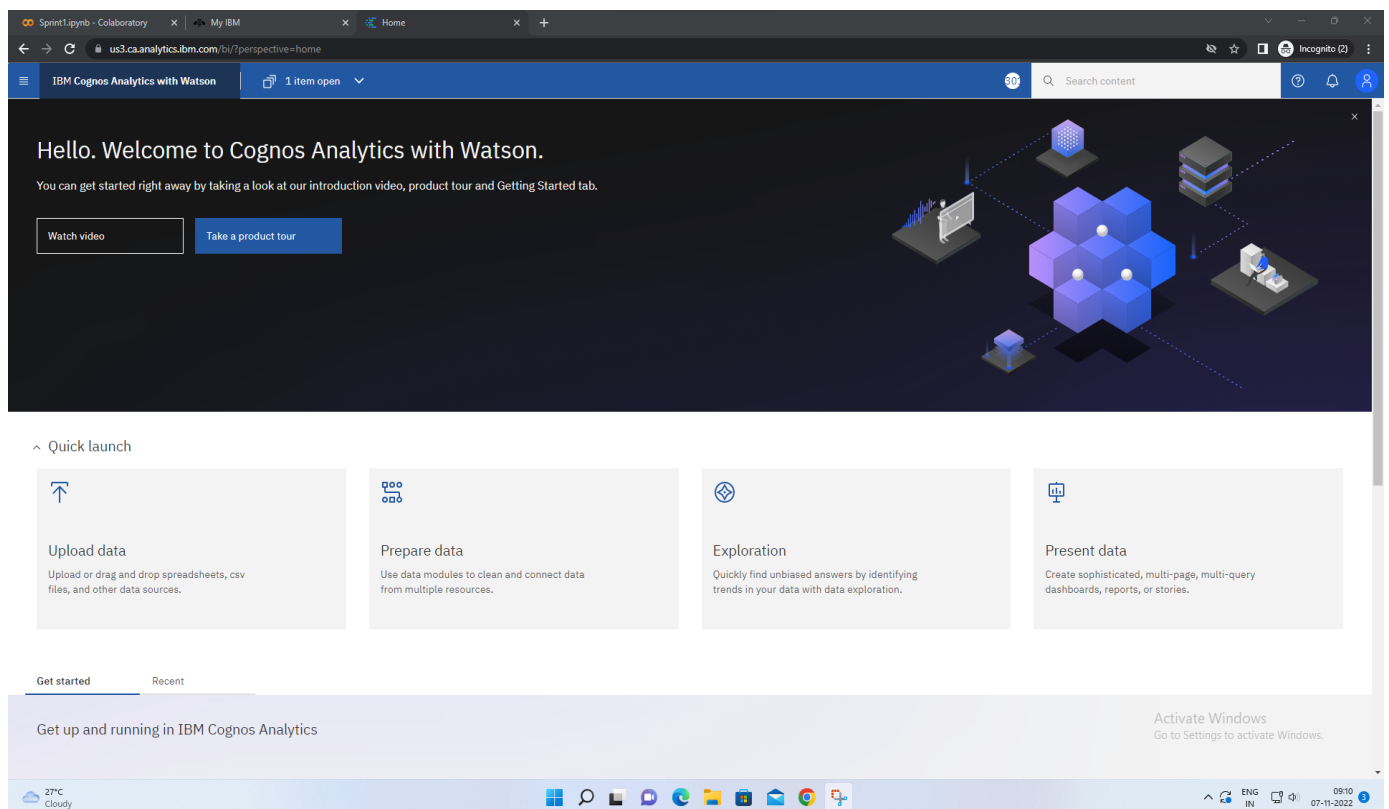 Sprint1.ipynb - Colaboratory
My IBM
Home
us3.ca.analytics.ibm.com/bi/?perspective=home
Incognito (2)
IBM Cognos Analytics with Watson
1 item open
Search content
Hello. Welcome to Cognos Analytics with Watson.
You can get started right away by taking a look at our introduction video, product tour and Getting Started tab.
Watch video
Take a product tour
Quick launch
Upload data
Upload or drag and drop spreadsheets, csv
files, and other data sources.
Prepare data
Use data modules to clean and connect data
from multiple resources.
Exploration
Quickly find unbiased answers by identifying
trends in your data with data exploration.
Present data
Create sophisticated, multi-page, multi-query
dashboards, reports, or stories.
Get started
Recent
Get up and running in IBM Cognos Analytics
Activate Windows
Go to Settings to activate Windows.
27°C
Cloudy
ENG
IN
09:10
07-11-2022
3